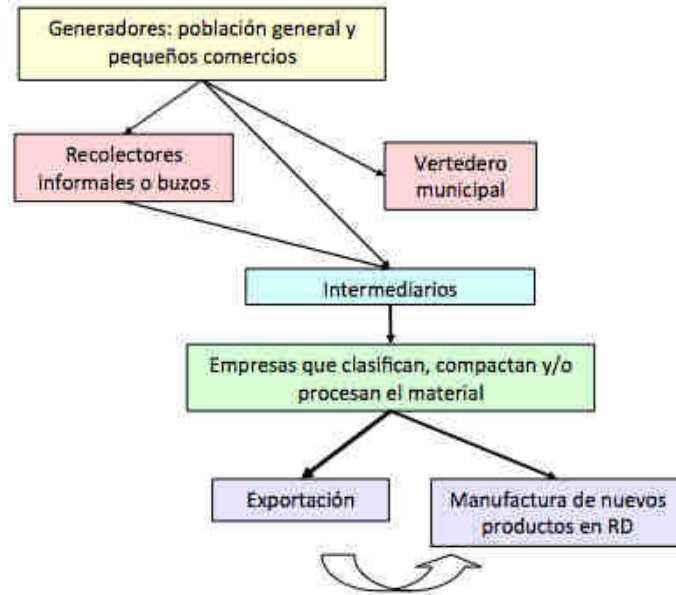 Generadores: población general y
pequeños comercios
Recolectores
informales o buzos
Vertedero
municipal
Intermediarios
Empresas que clasifican, compactan y/o
procesan el material
Exportación
Manufactura de nuevos
productos en RD